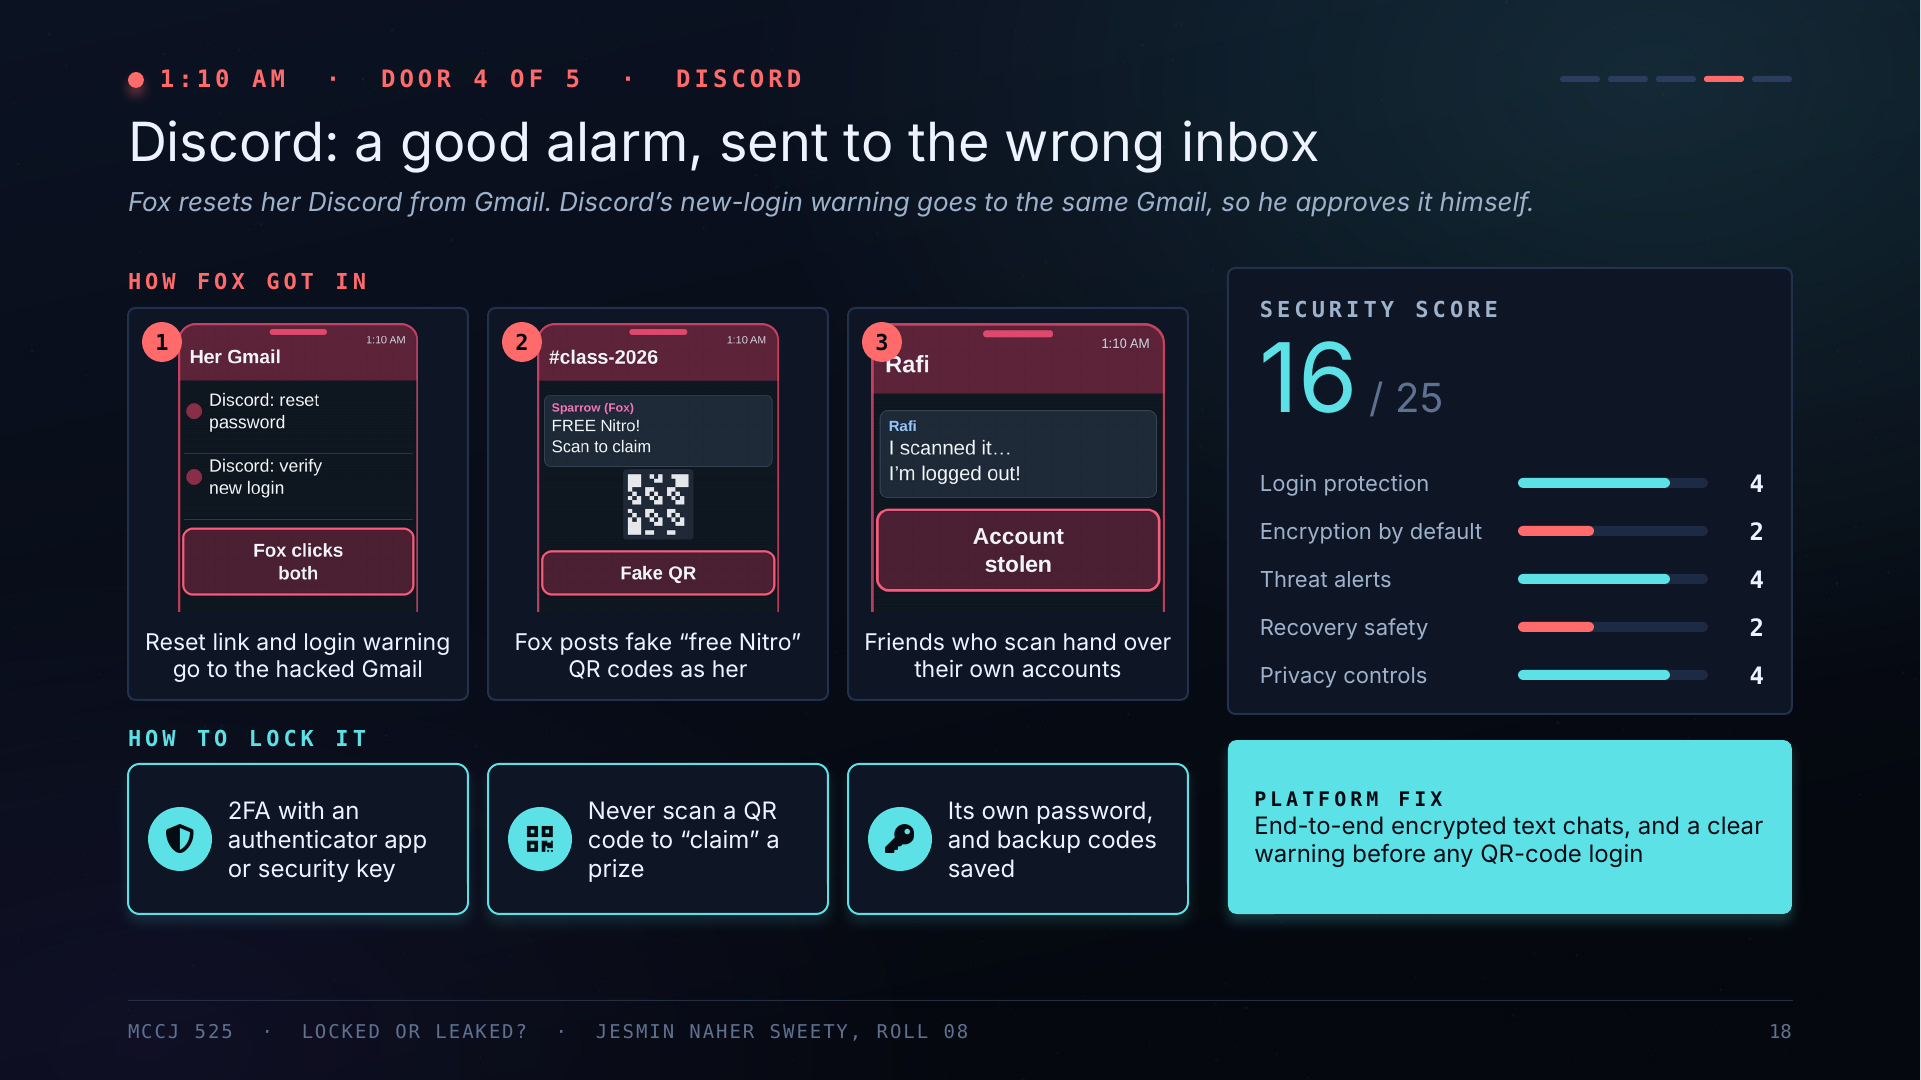 1:10 AM · DOOR 4 OF 5 · DISCORD
Discord: a good alarm, sent to the wrong inbox
Fox resets her Discord from Gmail. Discord’s new-login warning goes to the same Gmail, so he approves it himself.
HOW FOX GOT IN
1
1:10 AM
Her Gmail
Discord: reset
password
Discord: verify
new login
Fox clicks
both
Reset link and login warning
go to the hacked Gmail
2
1:10 AM
#class-2026
Sparrow (Fox)
FREE Nitro!
Scan to claim
Fake QR
Fox posts fake “free Nitro”
QR codes as her
3
1:10 AM
Rafi
Rafi
I scanned it…
I’m logged out!
Account
stolen
Friends who scan hand over
their own accounts
SECURITY SCORE
16 / 25
Login protection 4
Encryption by default 2
Threat alerts 4
Recovery safety 2
Privacy controls 4
HOW TO LOCK IT
2FA with an
authenticator app
or security key
Never scan a QR
code to “claim” a
prize
Its own password,
and backup codes
saved
PLATFORM FIX
End-to-end encrypted text chats, and a clear
warning before any QR-code login
MCCJ 525 · LOCKED OR LEAKED? · JESMIN NAHER SWEETY, ROLL 08
18